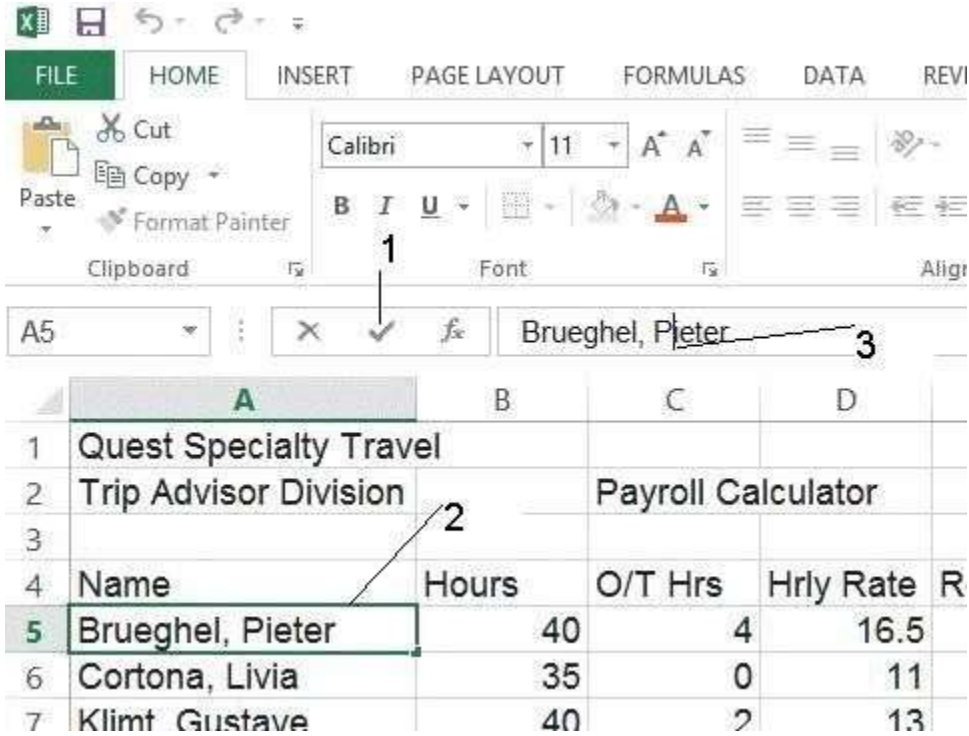 FILE HOME INSERT PAGE LAYOUT FORMULAS DATA REVI
Cut
Copy
Paste
Format Painter
Calibri 11 A A
B I U A
Clipboard Font Align
1
A5 fx Brueghel, Pieter
3
A B C D
1 Quest Specialty Travel
2 Trip Advisor Division Payroll Calculator
2
3
4 Name Hours O/T Hrs Hrly Rate R
5 Brueghel, Pieter 40 4 16.5
6 Cortona, Livia 35 0 11
7 Klimt, Gustave 40 2 13